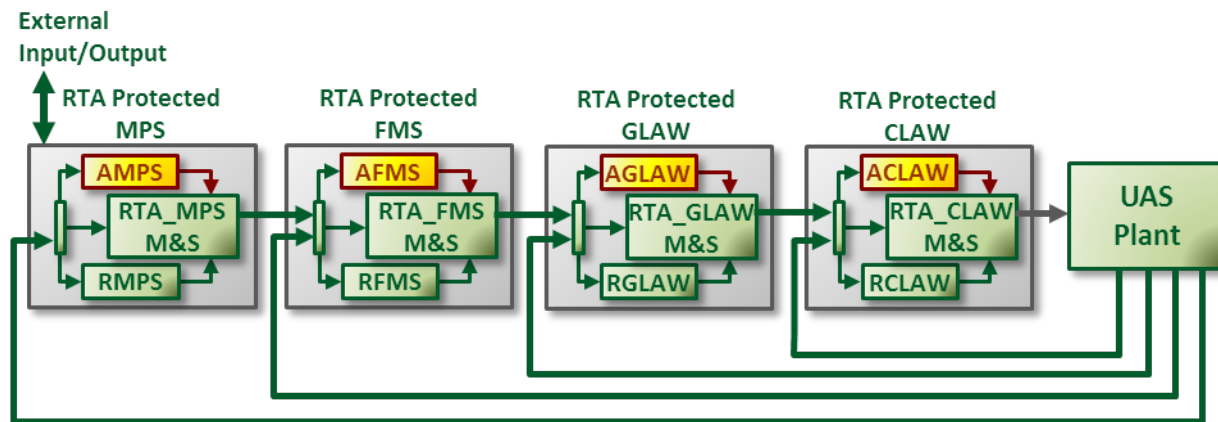 External
Input/Output
RTA Protected
MPS
RTA Protected
FMS
RTA Protected
GLAW
RTA Protected
CLAW
AMPS
RTA_MPS
M&S
RMPS
AFMS
RTA_FMS
M&S
RFMS
AGLAW
RTA_GLAW
M&S
RGLAW
ACLAW
RTA_CLAW
M&S
RCLAW
UAS
Plant